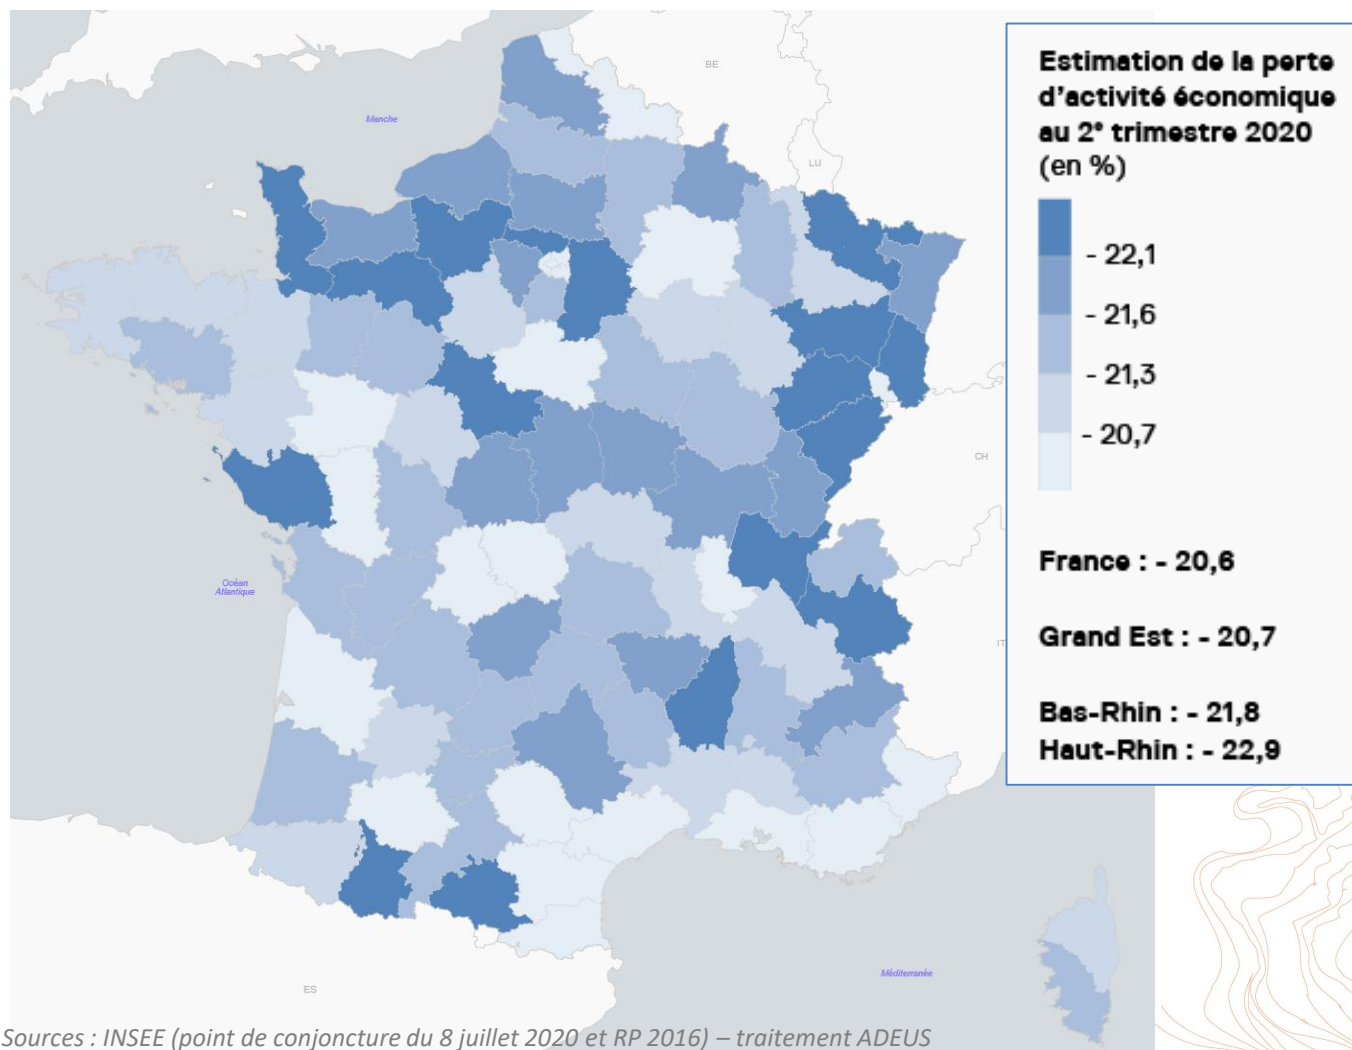 BE
Manche
LU
CH
Océan
Atlantique
IT
ES
Méditerranée
Estimation de la perte
d'activité économique
au 2e trimestre 2020
(en %)
- 22,1
- 21,6
- 21,3
- 20,7
France : - 20,6
Grand Est : - 20,7
Bas-Rhin : - 21,8
Haut-Rhin : - 22,9
Sources : INSEE (point de conjoncture du 8 juillet 2020 et RP 2016) – traitement ADEUS